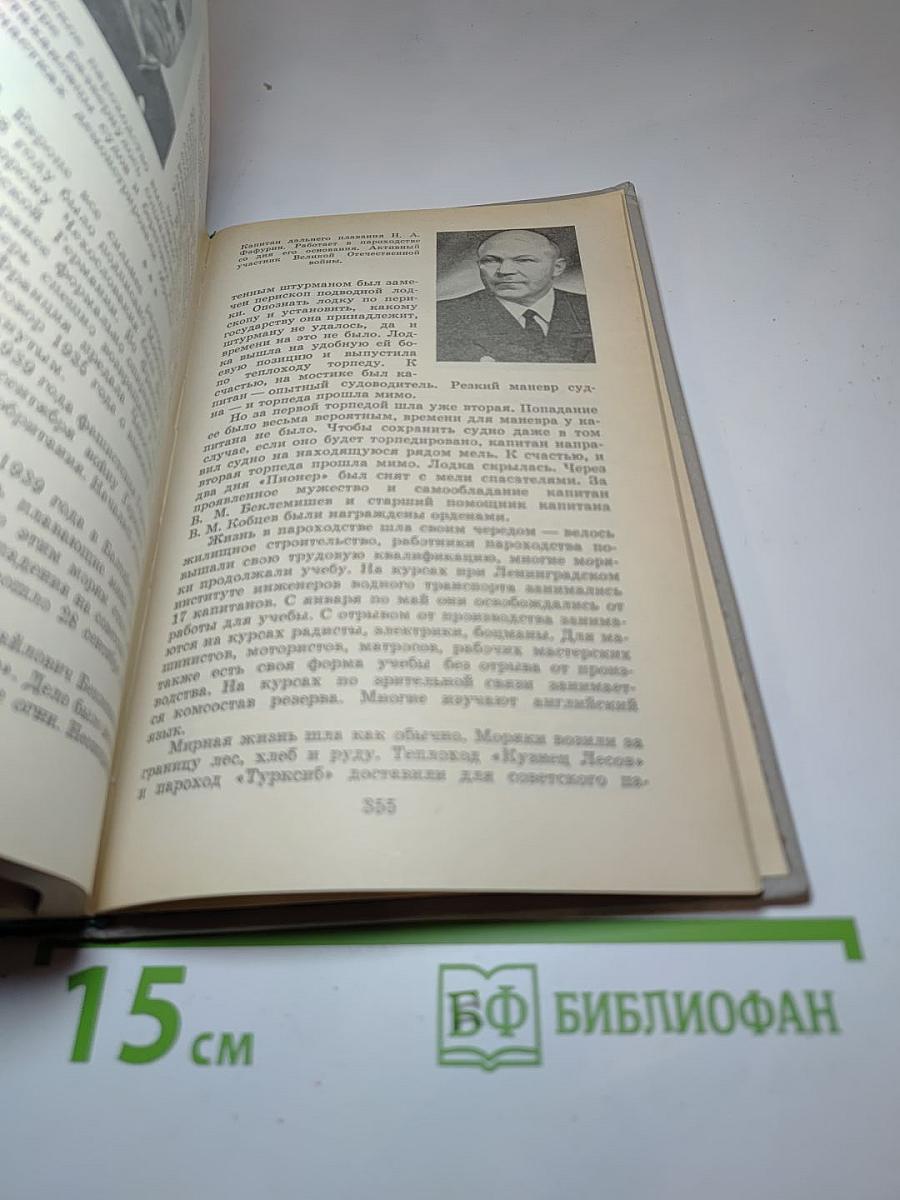 Капитан дальнего плавания Н. А.
Фафурин. Работает в пароходстве
со дня его основания. Активный
участник Великой Отечественной
войны.
тенным штурманом был заме-
чен перископ подводной лод-
ки. Опознать лодку по пери-
скопу и установить, какому
государству она принадлежит,
штурману не удалось, да и
времени на это не было. Лод-
ка вышла на удобную ей бо-
евую позицию и выпустила
по теплоходу торпеду. К
счастью, на мостике был ка-
питан — опытный судоводитель. Резкий маневр суд-
на — и торпеда прошла мимо.
Но за первой торпедой шла уже вторая. Попадание
ее было весьма вероятным, времени для маневра у ка-
питана не было. Чтобы сохранить судно даже в том
случае, если оно будет торпедировано, капитан напра-
вил судно на находящуюся рядом мель. К счастью, и
вторая торпеда прошла мимо. Лодка скрылась. Через
два дня «Пионер» был снят с мели спасателями. За
проявленное мужество и самообладание капитан
В. М. Беклемишев и старший помощник капитана
В. М. Кобцев были награждены орденами.
Жизнь в пароходстве шла своим чередом — велось
жилищное строительство, работники пароходства по-
вышали свою трудовую квалификацию, многие моря-
ки продолжали учебу. На курсах при Ленинградском
институте инженеров водного транспорта занимались
17 капитанов. С января по май они освобождались от
работы для учебы. С отрывом от производства занима-
ются на курсах радисты, электрики, боцманы. Для ма-
шинистов, мотористов, матросов, рабочих мастерских
также есть своя форма учебы без отрыва от произ-
водства. На курсах по зрительной связи занимает-
ся комсостав резерва. Многие изучают английский
язык.
Мирная жизнь шла как обычно. Моряки возили за
границу лес, хлеб и руду. Теплоход «Кузнец Лесов»
и пароход «Турксиб» доставили для советского па-
355
15 см
БФ БИБЛИОФАН